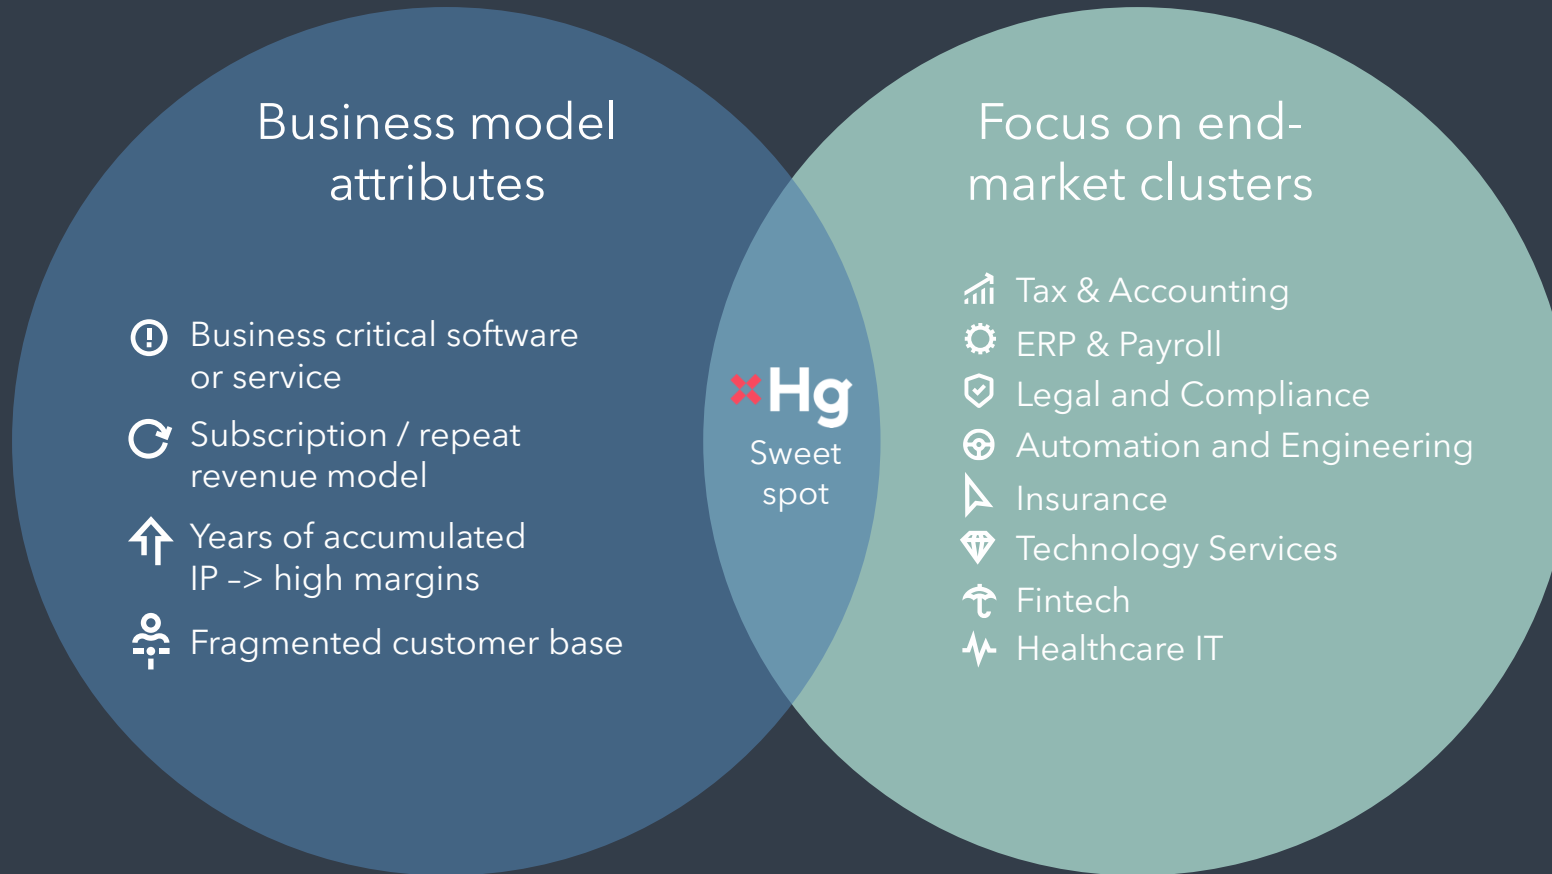 Business model
attributes
Business critical software
or service
Subscription / repeat
revenue model
Years of accumulated
IP –> high margins
Fragmented customer base
Hg
Sweet
spot
Focus on end-
market clusters
Tax & Accounting
ERP & Payroll
Legal and Compliance
Automation and Engineering
Insurance
Technology Services
Fintech
Healthcare IT